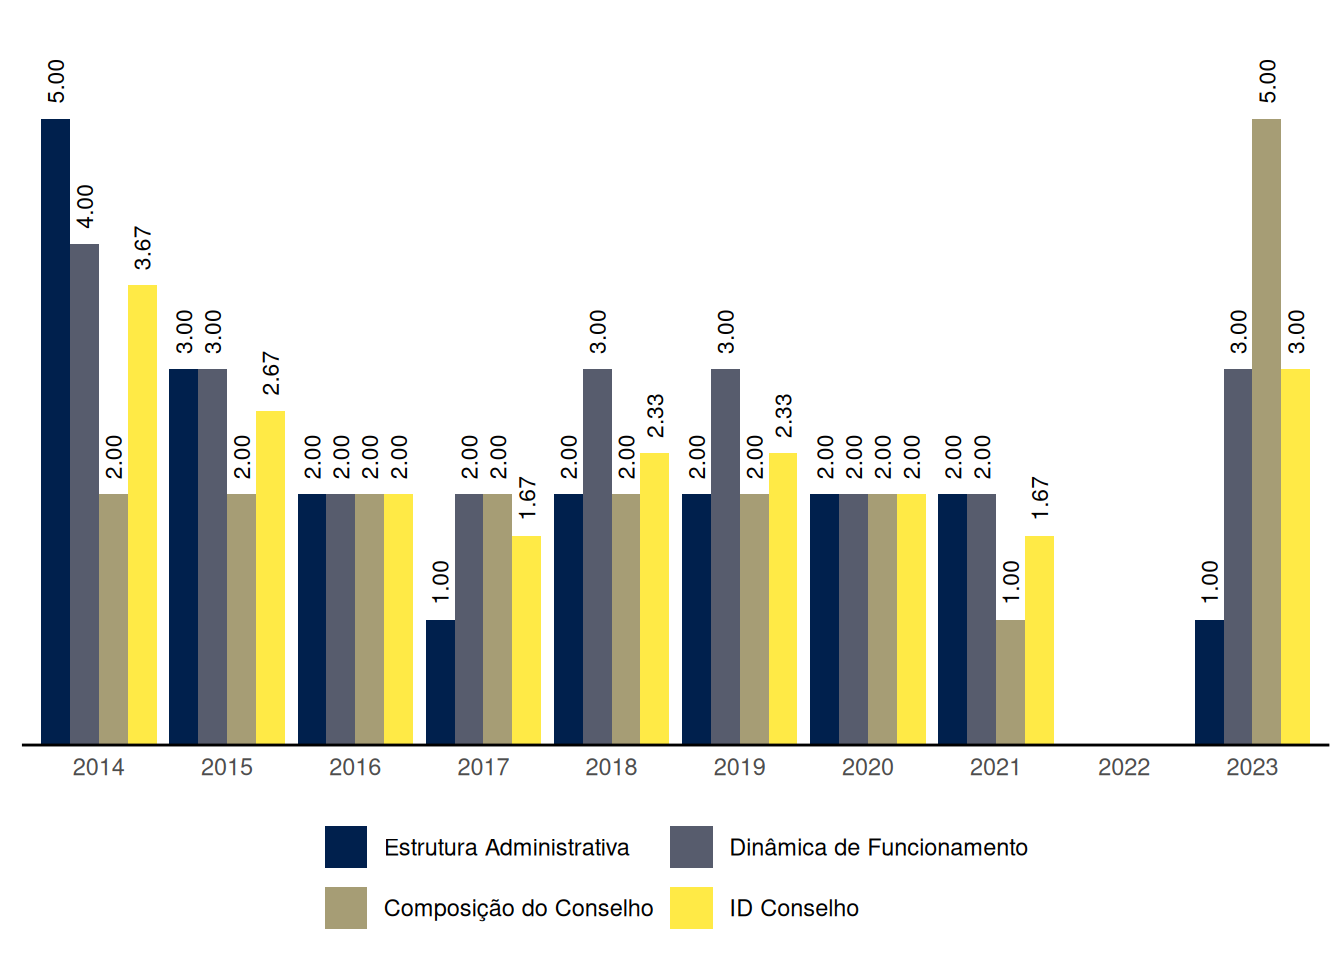 5.00 4.00 2.00 3.67
3.00 3.00 2.00 2.67
2.00 2.00 2.00 2.00
1.00 2.00 2.00 1.67
2.00 3.00 2.00 2.33
2.00 3.00 2.00 2.33
2.00 2.00 2.00 2.00
2.00 2.00 1.00 1.67
1.00 3.00 5.00 3.00
2014 2015 2016 2017 2018 2019 2020 2021 2022 2023
Estrutura Administrativa Dinâmica de Funcionamento
Composição do Conselho ID Conselho